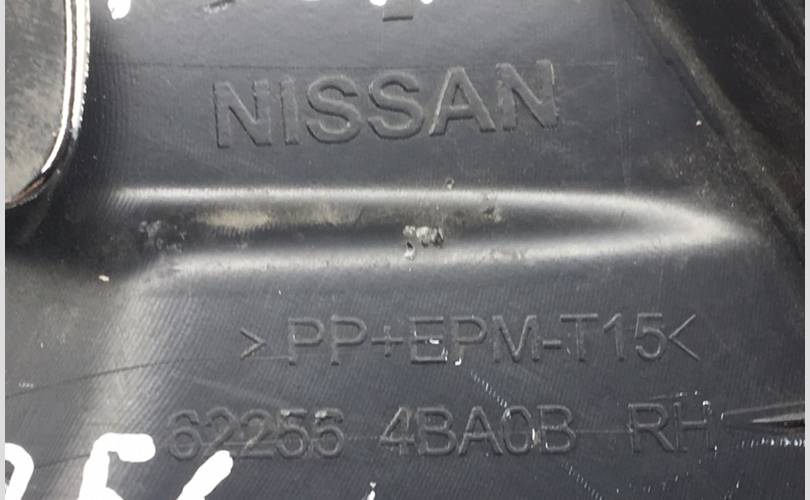 NISSAN
>PP+EPM-T15<
62256 4BA0B RH